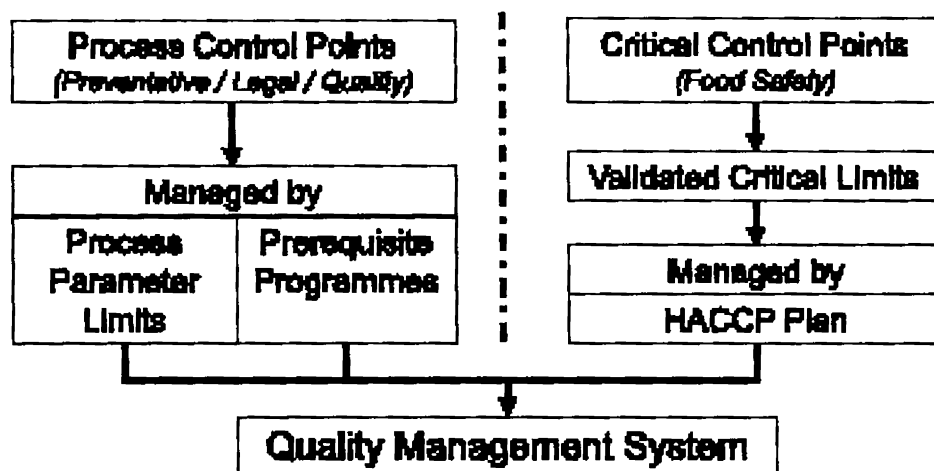 Process Control Points
(Preventative / Legal / Quality)
Managed by
Process
Parameter
Limits
Prerequisite
Programmes
Critical Control Points
(Food Safety)
Validated Critical Limits
Managed by
HACCP Plan
Quality Management System